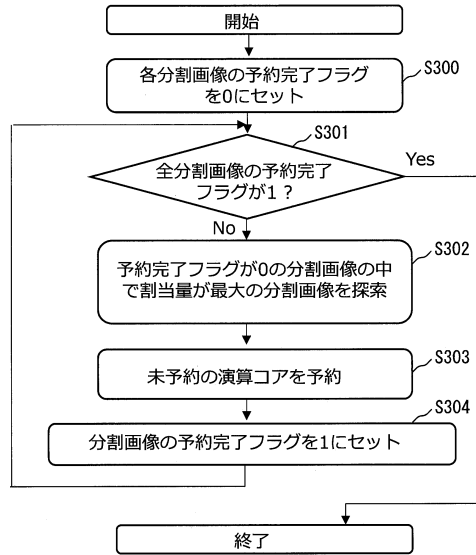 開始
各分割画像の予約完了フラグ
を0にセット
S300
S301
全分割画像の予約完了
フラグが1？
Yes
No
S302
予約完了フラグが0の分割画像の中
で割当量が最大の分割画像を探索
S303
未予約の演算コアを予約
S304
分割画像の予約完了フラグを1にセット
終了